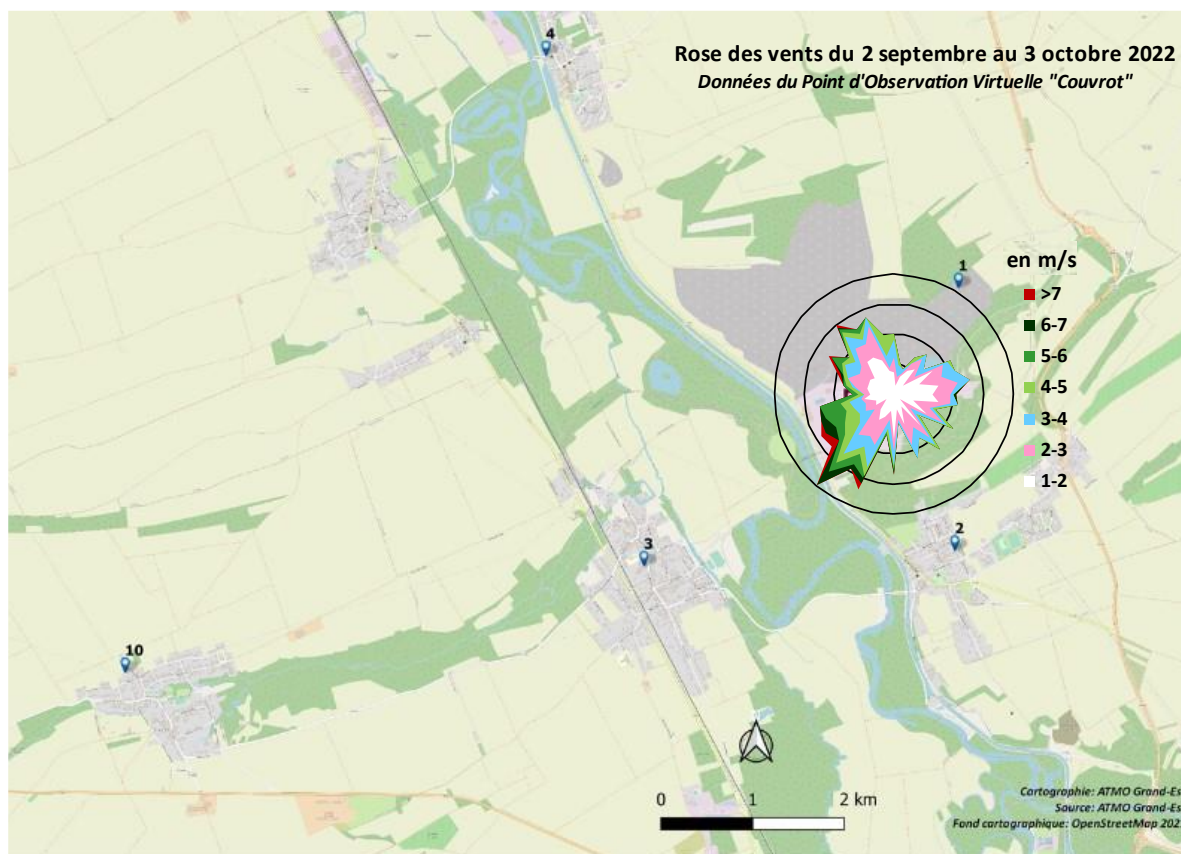 4
Rose des vents du 2 septembre au 3 octobre 2022
Données du Point d'Observation Virtuelle "Couvrot"
1
en m/s
>7
6-7
5-6
4-5
3-4
2-3
1-2
2
3
10
0 1 2 km
Cartographie: ATMO Grand-Es
Source: ATMO Grand-Es
Fond cartographique: OpenStreetMap 202